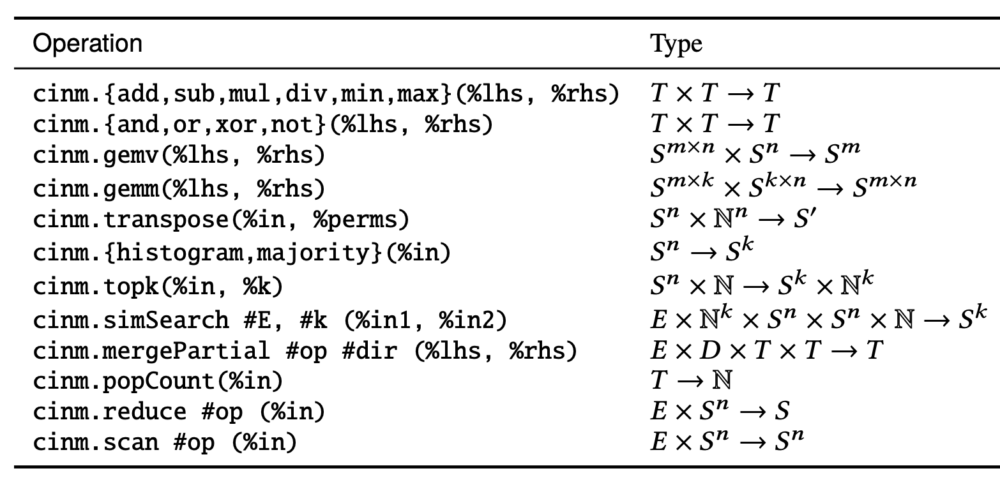 Operation Type
cinm.{add,sub,mul,div,min,max}(%lhs, %rhs) T × T → T
cinm.{and,or,xor,not}(%lhs, %rhs) T × T → T
cinm.gemv(%lhs, %rhs) S^{m×n} × S^n → S^m
cinm.gemm(%lhs, %rhs) S^{m×k} × S^{k×n} → S^{m×n}
cinm.transpose(%in, %perms) S^n × ℕ^n → S′
cinm.{histogram,majority}(%in) S^n → S^k
cinm.topk(%in, %k) S^n × ℕ → S^k × ℕ^k
cinm.simSearch #E, #k (%in1, %in2) E × ℕ^k × S^n × S^n × ℕ → S^k
cinm.mergePartial #op #dir (%lhs, %rhs) E × D × T × T → T
cinm.popCount(%in) T → ℕ
cinm.reduce #op (%in) E × S^n → S
cinm.scan #op (%in) E × S^n → S^n